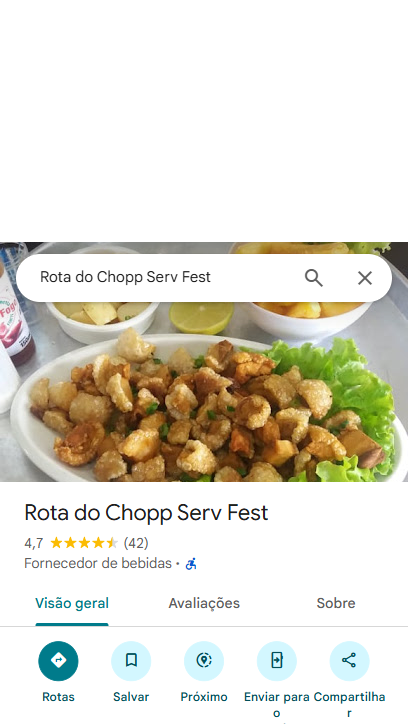 Rota do Chopp Serv Fest
Fogo
Rota do Chopp Serv Fest
4,7 (42)
Fornecedor de bebidas ·
Visão geral Avaliações Sobre
Rotas Salvar Próximo Enviar para o Compartilhar